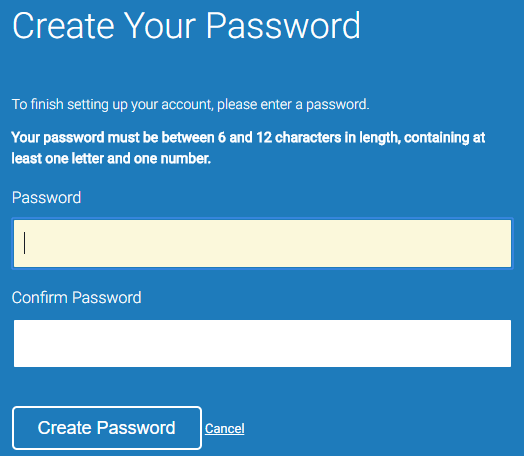 Create Your Password
To finish setting up your account, please enter a password.
Your password must be between 6 and 12 characters in length, containing at
least one letter and one number.
Password
Confirm Password
Create Password Cancel